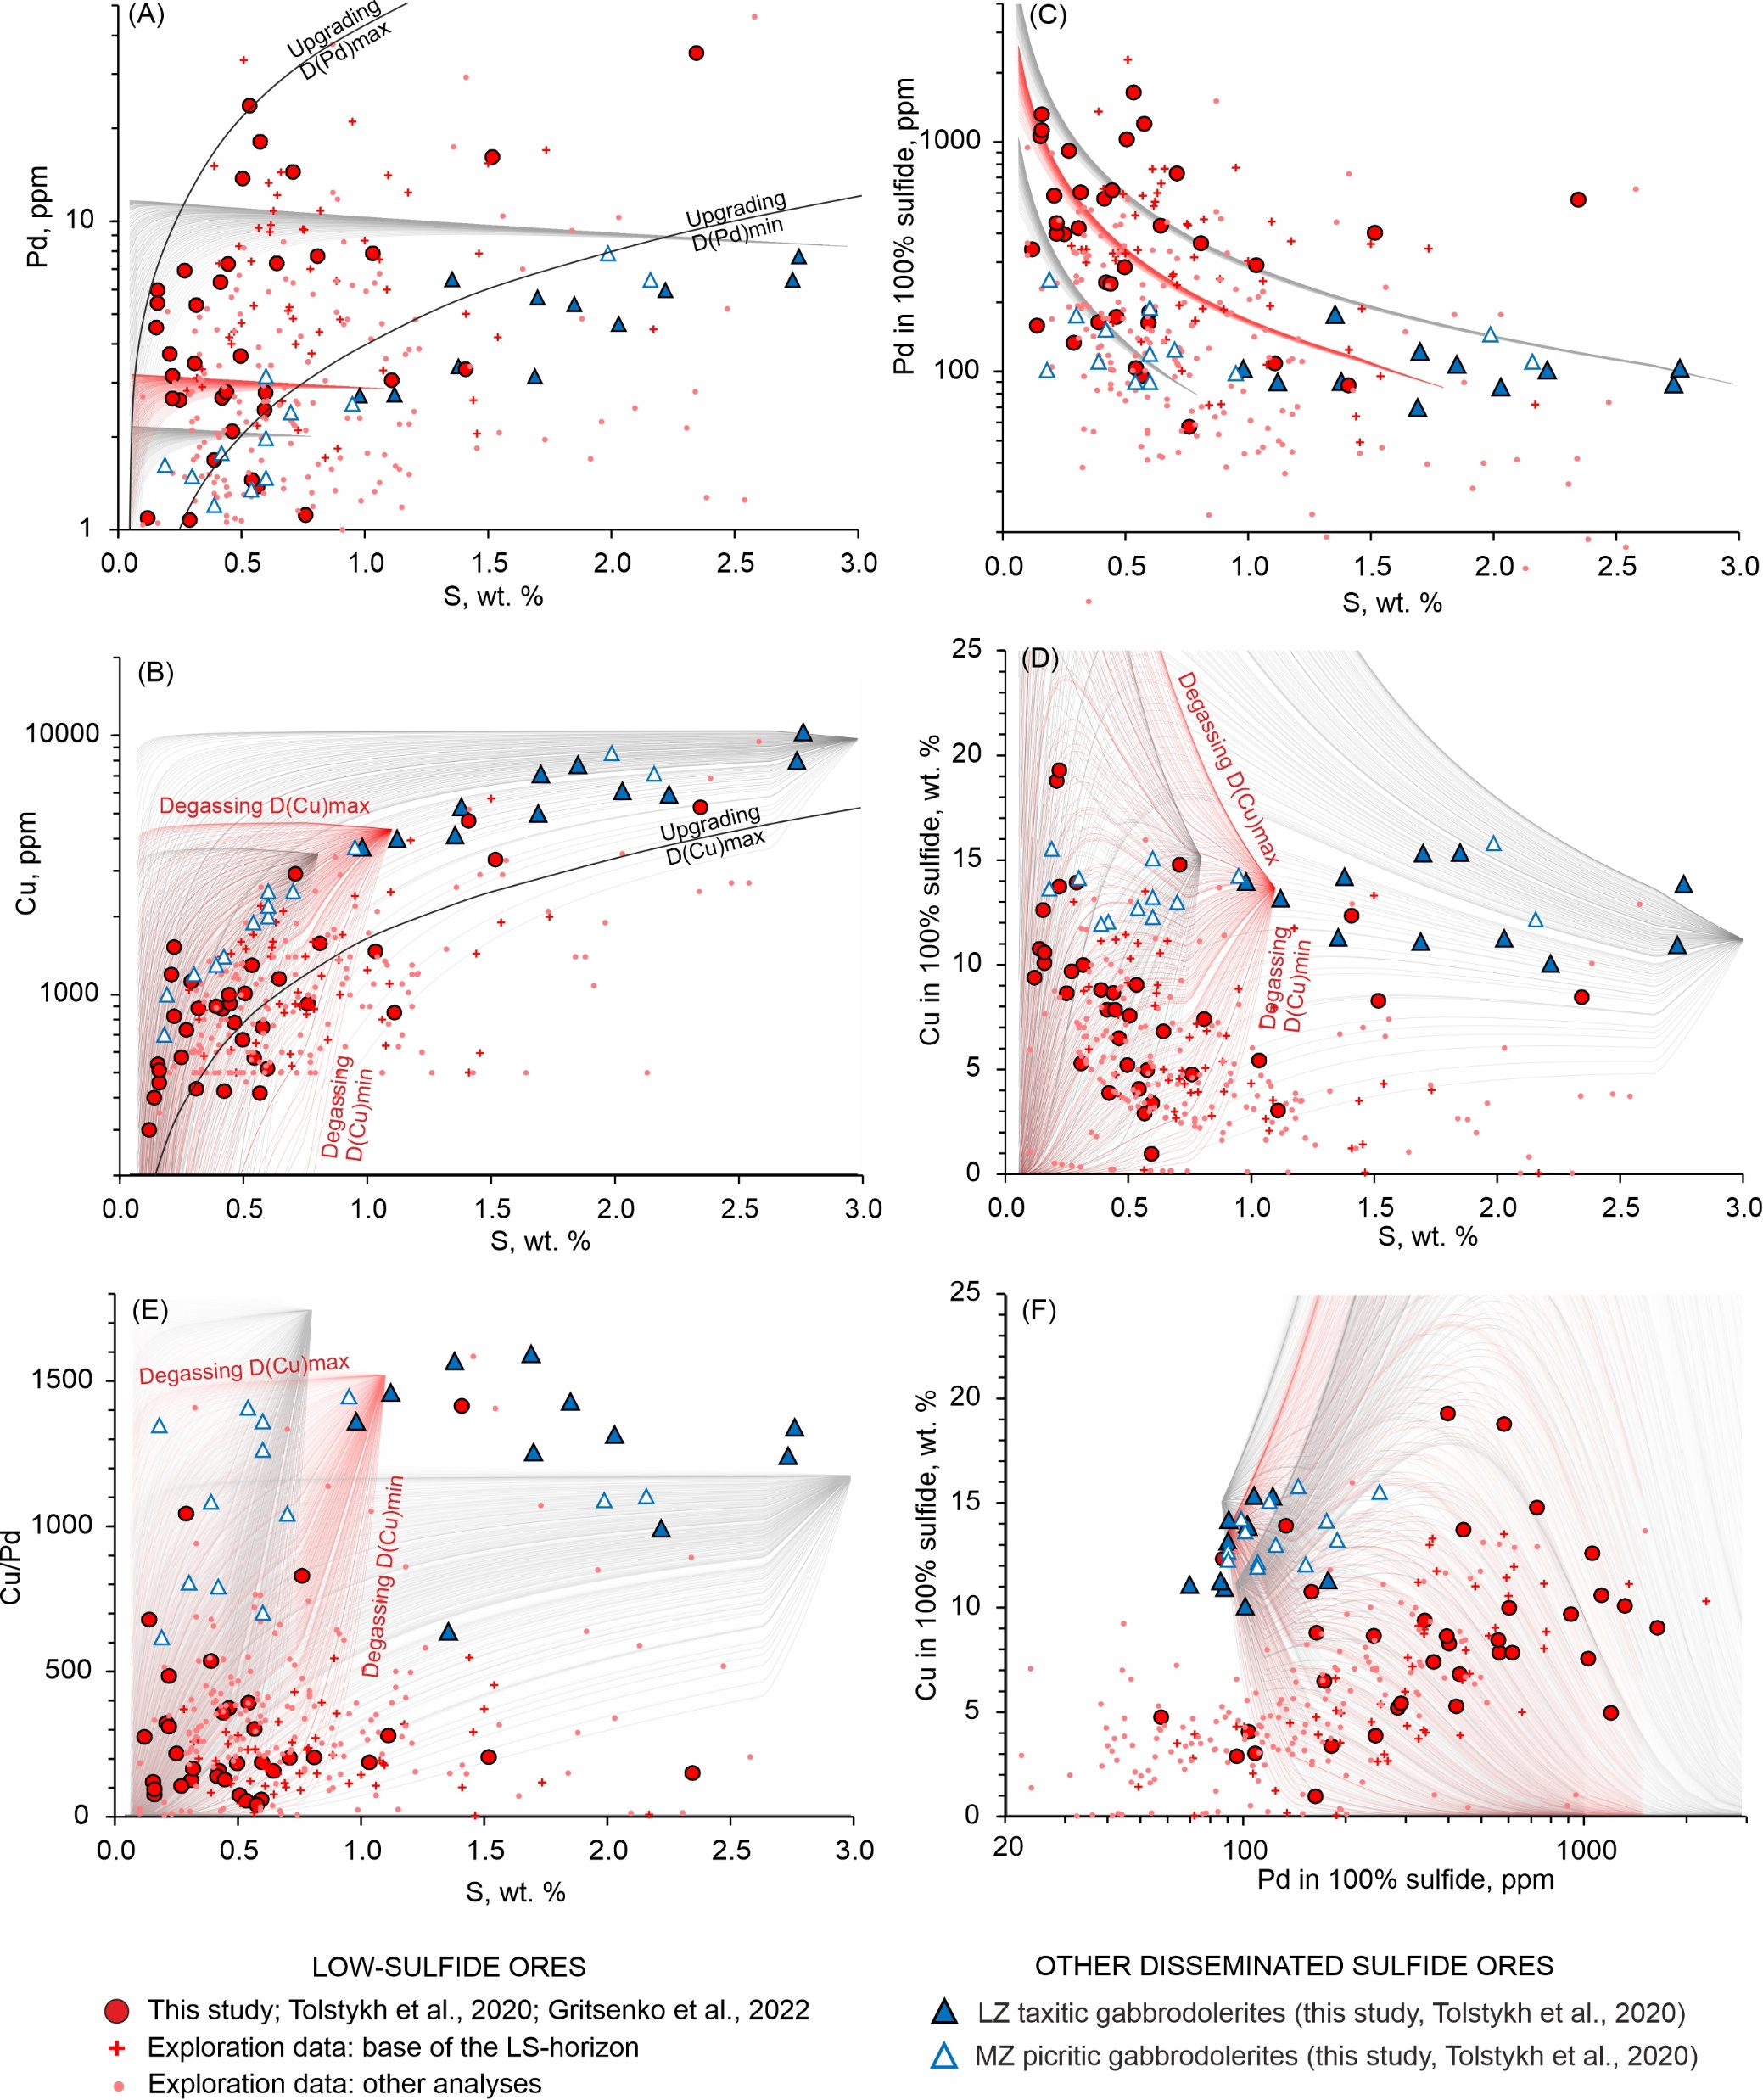 (A)
Upgrading
D(Pd)max
Upgrading
D(Pd)min
Pd, ppm
10
1
0.0 0.5 1.0 1.5 2.0 2.5 3.0
S, wt. %
(C)
Pd in 100% sulfide, ppm
1000
100
0.0 0.5 1.0 1.5 2.0 2.5 3.0
S, wt. %
(B)
Cu, ppm
10000
1000
Degassing D(Cu)max
Upgrading
D(Cu)max
Degassing
D(Cu)min
0.0 0.5 1.0 1.5 2.0 2.5 3.0
S, wt. %
(D)
Cu in 100% sulfide, wt. %
25
20
15
10
5
0
Degassing D(Cu)max
Degassing
D(Cu)min
0.0 0.5 1.0 1.5 2.0 2.5 3.0
S, wt. %
(E)
Cu/Pd
1500
1000
500
0
Degassing D(Cu)max
Degassing D(Cu)min
0.0 0.5 1.0 1.5 2.0 2.5 3.0
S, wt. %
(F)
Cu in 100% sulfide, wt. %
25
20
15
10
5
0
20 100 1000
Pd in 100% sulfide, ppm
LOW-SULFIDE ORES
This study; Tolstykh et al., 2020; Gritsenko et al., 2022
Exploration data: base of the LS-horizon
Exploration data: other analyses
OTHER DISSEMINATED SULFIDE ORES
LZ taxitic gabbrodolerites (this study, Tolstykh et al., 2020)
MZ picritic gabbrodolerites (this study, Tolstykh et al., 2020)